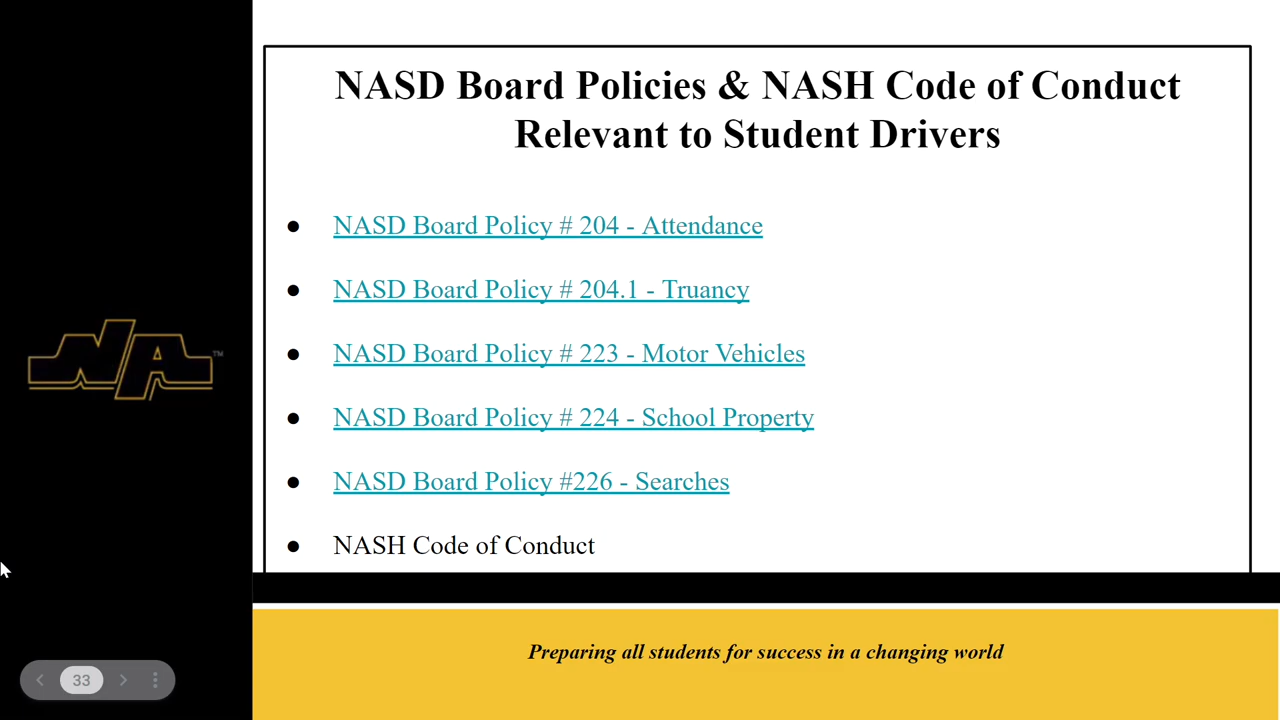 NASD Board Policies & NASH Code of Conduct
Relevant to Student Drivers
● NASD Board Policy # 204 - Attendance
● NASD Board Policy # 204.1 - Truancy
● NASD Board Policy # 223 - Motor Vehicles
● NASD Board Policy # 224 - School Property
● NASD Board Policy #226 - Searches
● NASH Code of Conduct
NA™
Preparing all students for success in a changing world
33